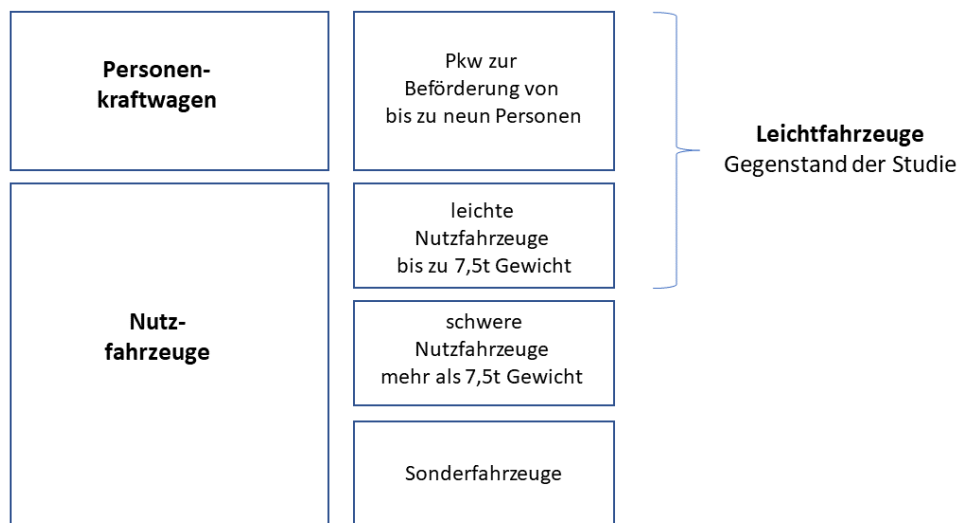 Personen-
kraftwagen
Pkw zur
Beförderung von
bis zu neun Personen
Leichtfahrzeuge
Gegenstand der Studie
leichte
Nutzfahrzeuge
bis zu 7,5t Gewicht
Nutz-
fahrzeuge
schwere
Nutzfahrzeuge
mehr als 7,5t Gewicht
Sonderfahrzeuge